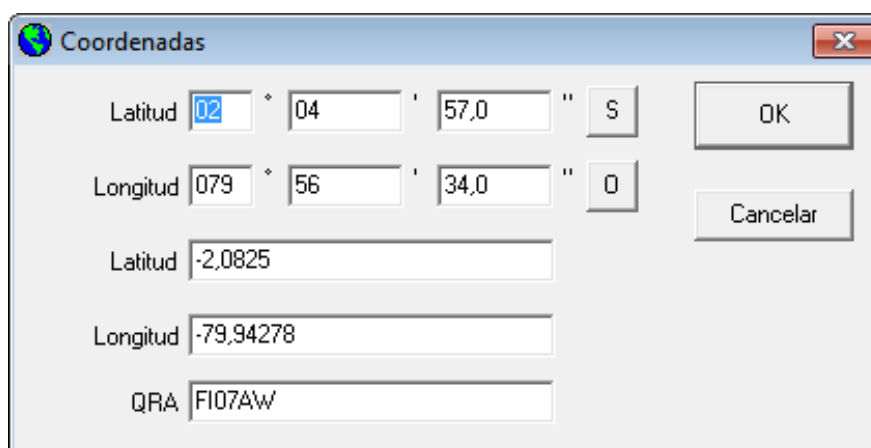 Coordenadas
Latitud 02 ° 04 ' 57,0 " S OK
Longitud 079 ° 56 ' 34,0 " O
Cancelar
Latitud -2,0825
Longitud -79,94278
QRA FI07AW